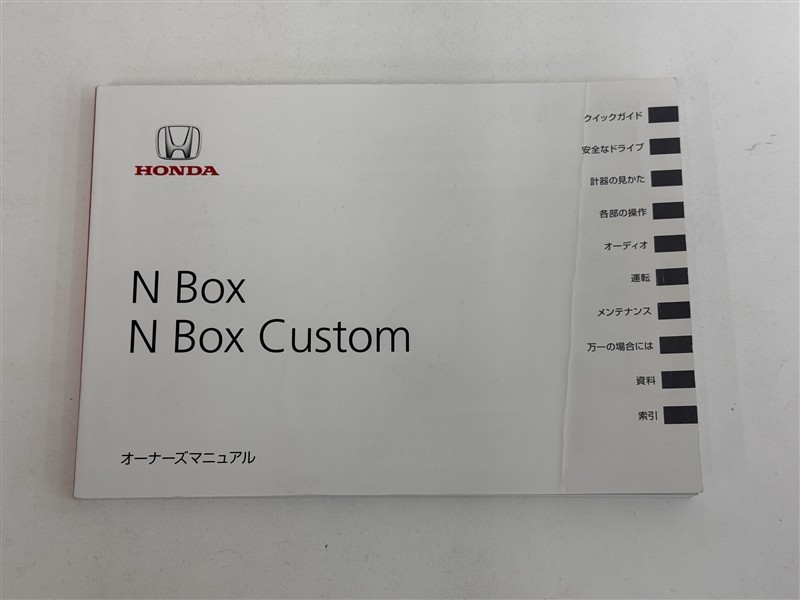 HONDA
N Box
N Box Custom
オーナーズマニュアル
クイックガイド
安全なドライブ
計器の見かた
各部の操作
オーディオ
運転
メンテナンス
万一の場合には
資料
索引